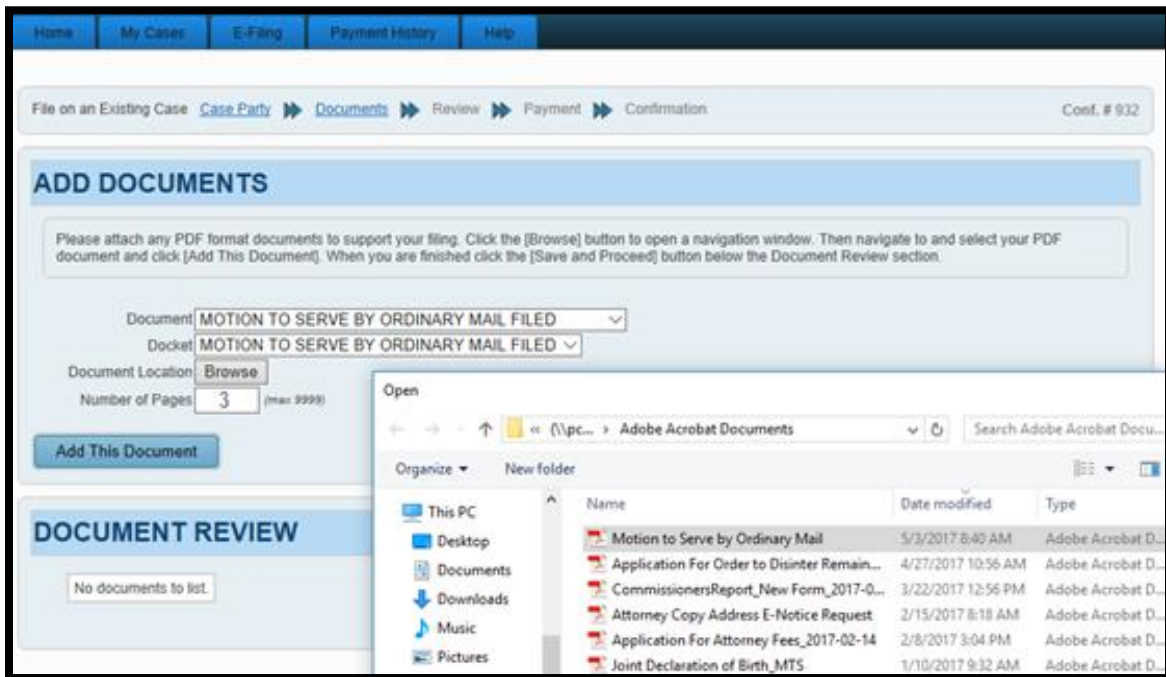 Home My Cases E-Filing Payment History Help
File on an Existing Case Case Party Documents Review Payment Confirmation Conf. # 932
ADD DOCUMENTS
Please attach any PDF format documents to support your filing. Click the [Browse] button to open a navigation window. Then navigate to and select your PDF
document and click [Add This Document]. When you are finished click the [Save and Proceed] button below the Document Review section.
Document MOTION TO SERVE BY ORDINARY MAIL FILED
Docket MOTION TO SERVE BY ORDINARY MAIL FILED
Document Location Browse
Number of Pages 3 (max 9999)
Add This Document
DOCUMENT REVIEW
No documents to list.
Open
« (\\pc... › Adobe Acrobat Documents Search Adobe Acrobat Docu...
Organize New folder
This PC
Desktop
Documents
Downloads
Music
Pictures
Name Date modified Type
Motion to Serve by Ordinary Mail 5/3/2017 8:40 AM Adobe Acrobat D...
Application For Order to Disinter Remain... 4/27/2017 10:56 AM Adobe Acrobat D...
CommissionersReport_New Form_2017-0... 3/22/2017 12:56 PM Adobe Acrobat D...
Attorney Copy Address E-Notice Request 2/15/2017 8:18 AM Adobe Acrobat D...
Application For Attorney Fees_2017-02-14 2/8/2017 3:04 PM Adobe Acrobat D...
Joint Declaration of Birth_MTS 1/10/2017 9:32 AM Adobe Acrobat D...